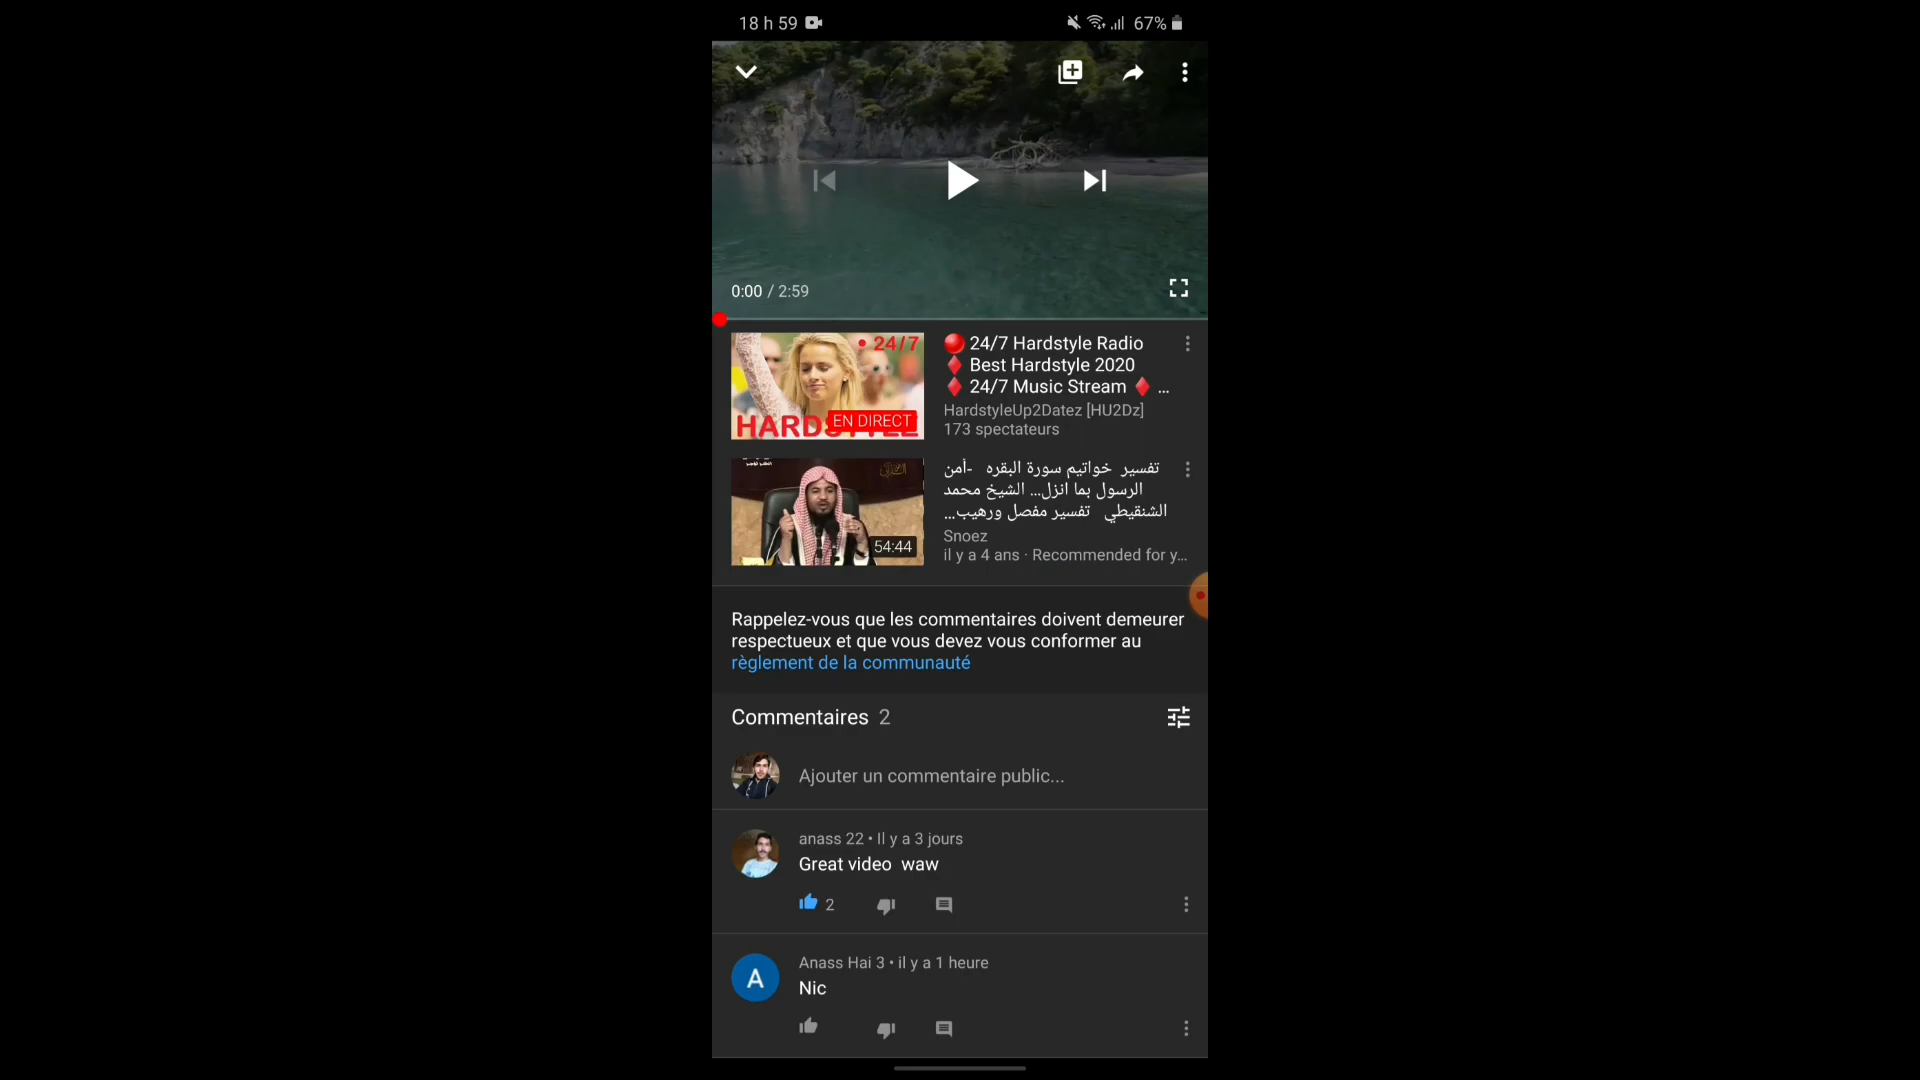 18 h 59
67%
0:00 / 2:59
24/7
HARDSTYLE
EN DIRECT
24/7 Hardstyle Radio
Best Hardstyle 2020
24/7 Music Stream ...
HardstyleUp2Datez [HU2Dz]
173 spectateurs
54:44
تفسير خواتيم سورة البقره -أمن
الرسول بما انزل... الشيخ محمد
الشنقيطي تفسير مفصل ورهيب...
Snoez
il y a 4 ans · Recommended for y...
Rappelez-vous que les commentaires doivent demeurer
respectueux et que vous devez vous conformer au
règlement de la communauté
Commentaires 2
Ajouter un commentaire public...
anass 22 • Il y a 3 jours
Great video waw
2
A
Anass Hai 3 • il y a 1 heure
Nic